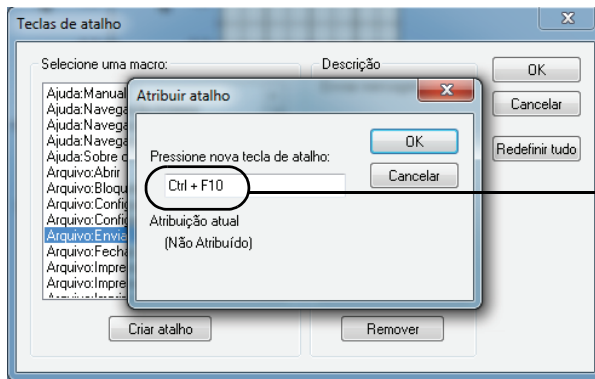 Teclas de atalho
Selecione uma macro:
Descrição
OK
Cancelar
Redefinir tudo
Ajuda:Manual
Ajuda:Navega
Ajuda:Navega
Ajuda:Navega
Ajuda:Sobre
Arquivo:Abrir
Arquivo:Bloqu
Arquivo:Config
Arquivo:Config
Arquivo:Envia
Arquivo:Fecha
Arquivo:Impre
Arquivo:Impre
Atribuir atalho
Pressione nova tecla de atalho:
Ctrl + F10
OK
Cancelar
Atribuição atual
(Não Atribuído)
Criar atalho
Remover